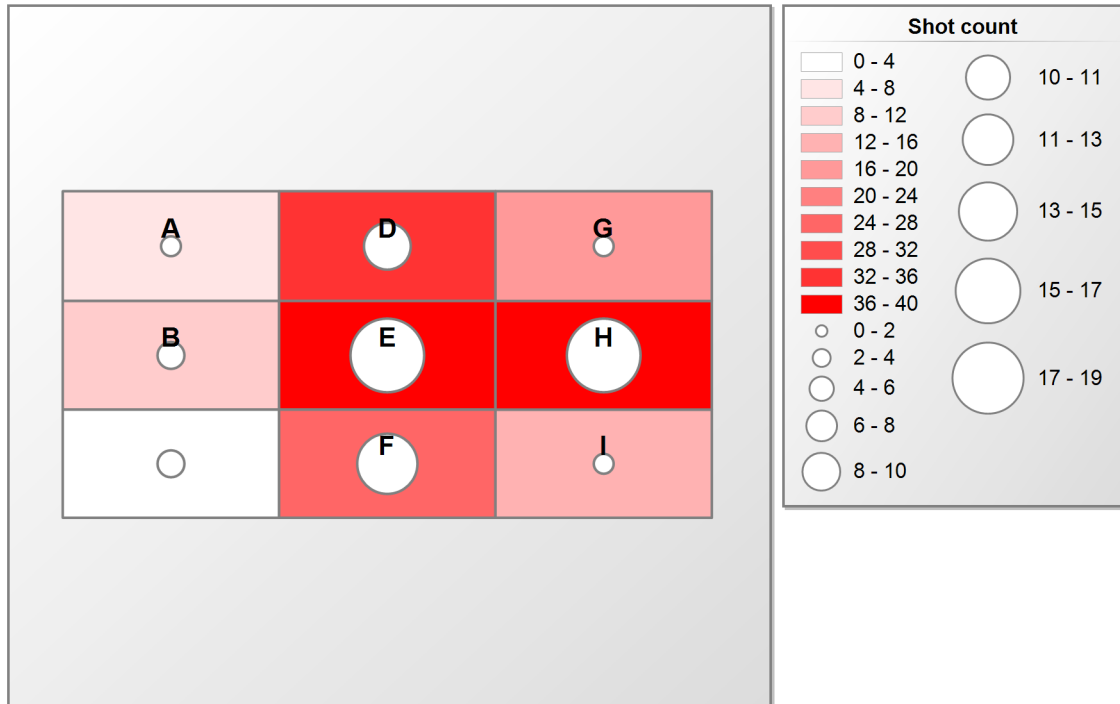 A
D
G
B
E
H
F
I
Shot count
0 - 4
4 - 8
8 - 12
12 - 16
16 - 20
20 - 24
24 - 28
28 - 32
32 - 36
36 - 40
0 - 2
2 - 4
4 - 6
6 - 8
8 - 10
10 - 11
11 - 13
13 - 15
15 - 17
17 - 19